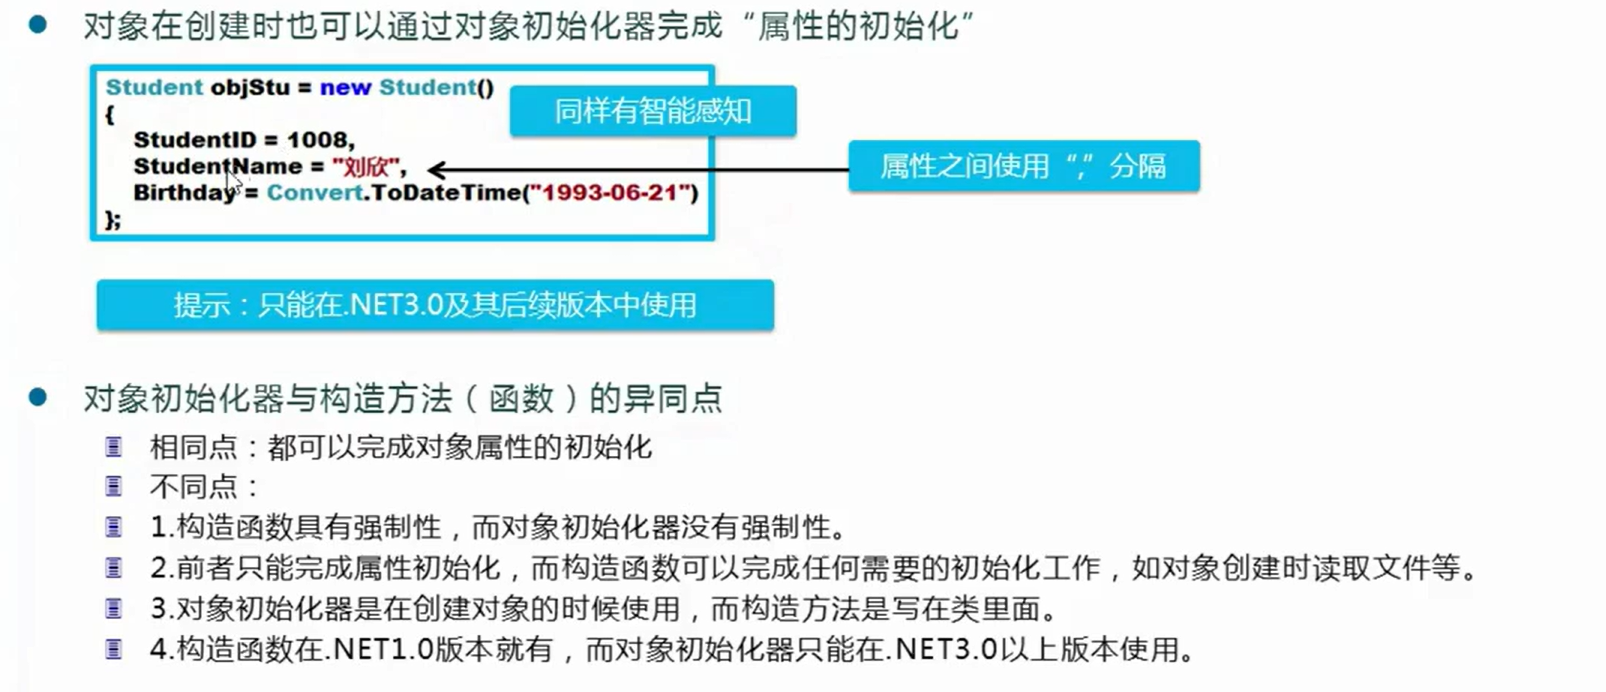 对象在创建时也可以通过对象初始化器完成“属性的初始化”
Student objStu = new Student()
{
同样有智能感知
StudentID = 1008,
StudentName = "刘欣",
属性之间使用“,”分隔
Birthday = Convert.ToDateTime("1993-06-21")
};
提示：只能在.NET3.0及其后续版本中使用
对象初始化器与构造方法（函数）的异同点
相同点：都可以完成对象属性的初始化
不同点：
1.构造函数具有强制性，而对象初始化器没有强制性。
2.前者只能完成属性初始化，而构造函数可以完成任何需要的初始化工作，如对象创建时读取文件等。
3.对象初始化器是在创建对象的时候使用，而构造方法是写在类里面。
4.构造函数在.NET1.0版本就有，而对象初始化器只能在.NET3.0以上版本使用。